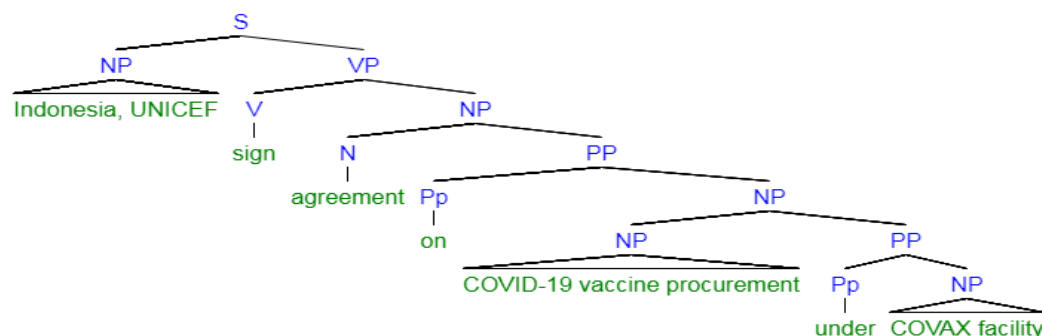 S
NP VP
Indonesia, UNICEF V NP
sign N PP
agreement Pp NP
on NP PP
COVID-19 vaccine procurement Pp NP
under COVAX facility